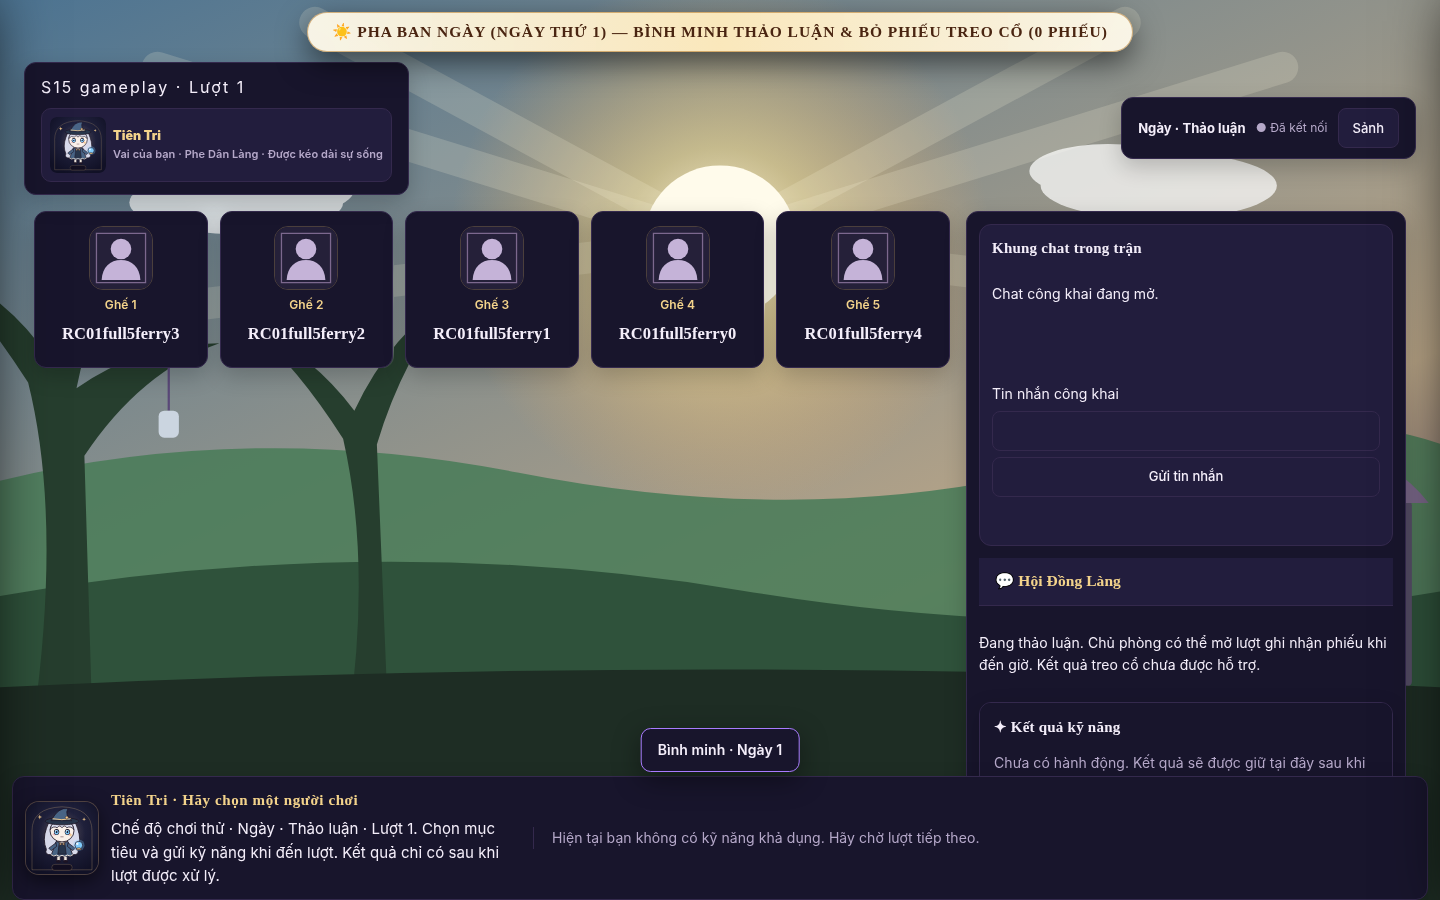 ☀️ PHA BAN NGÀY (NGÀY THỨ 1) — BÌNH MINH THẢO LUẬN & BỎ PHIẾU TREO CỔ (0 PHIẾU)
S15 gameplay · Lượt 1
Tiên Tri
Vai của bạn · Phe Dân Làng · Được kéo dài sự sống
Ngày · Thảo luận
Đã kết nối
Sảnh
Ghế 1
RC01full5ferry3
Ghế 2
RC01full5ferry2
Ghế 3
RC01full5ferry1
Ghế 4
RC01full5ferry0
Ghế 5
RC01full5ferry4
Khung chat trong trận
Chat công khai đang mở.
Tin nhắn công khai
Gửi tin nhắn
💬 Hội Đồng Làng
Đang thảo luận. Chủ phòng có thể mở lượt ghi nhận phiếu khi
đến giờ. Kết quả treo cổ chưa được hỗ trợ.
✦ Kết quả kỹ năng
Chưa có hành động. Kết quả sẽ được giữ tại đây sau khi
Bình minh · Ngày 1
Tiên Tri · Hãy chọn một người chơi
Chế độ chơi thử · Ngày · Thảo luận · Lượt 1. Chọn mục
tiêu và gửi kỹ năng khi đến lượt. Kết quả chỉ có sau khi
lượt được xử lý.
Hiện tại bạn không có kỹ năng khả dụng. Hãy chờ lượt tiếp theo.